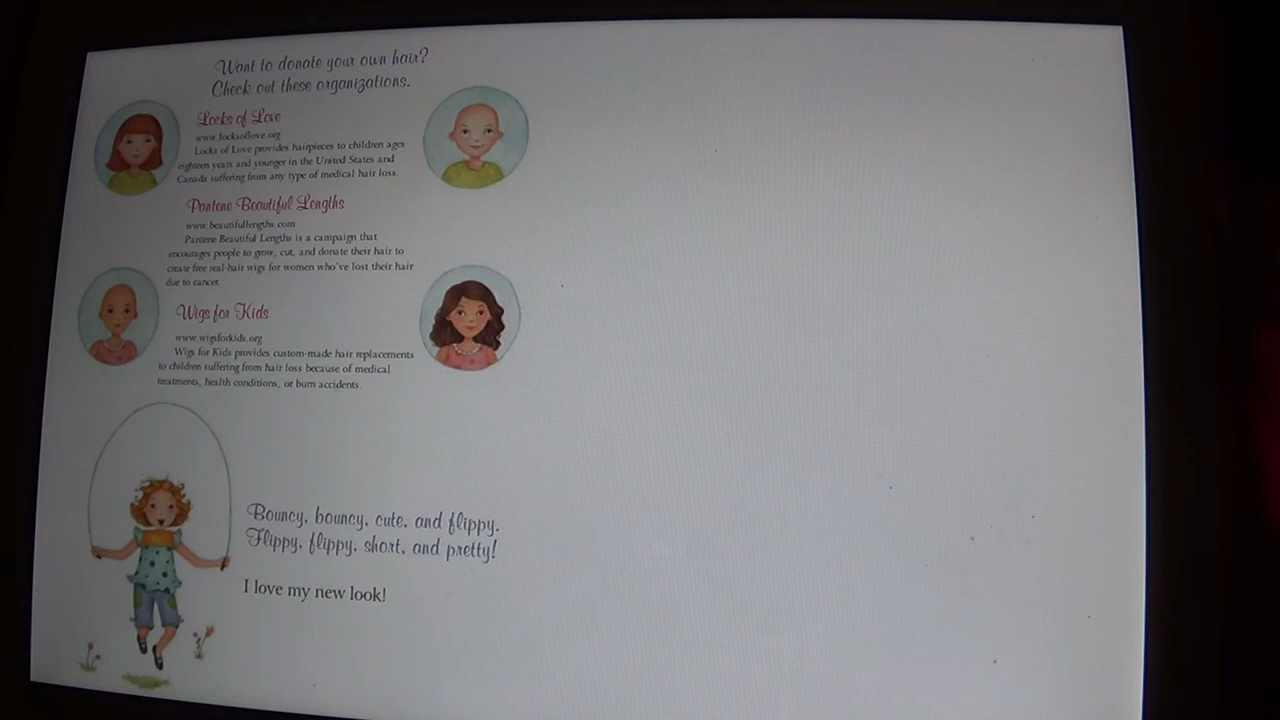 Want to donate your own hair?
Check out these organizations.
Locks of Love
www.locksoflove.org
Locks of Love provides hairpieces to children ages
eighteen years and younger in the United States and
Canada suffering from any type of medical hair loss.
Pantene Beautiful Lengths
www.beautifullengths.com
Pantene Beautiful Lengths is a campaign that
encourages people to grow, cut, and donate their hair to
create free real-hair wigs for women who've lost their hair
due to cancer.
Wigs for Kids
www.wigsforkids.org
Wigs for Kids provides custom-made hair replacements
to children suffering from hair loss because of medical
treatments, health conditions, or burn accidents.
Bouncy, bouncy, cute, and flippy.
Flippy, flippy, short, and pretty!
I love my new look!